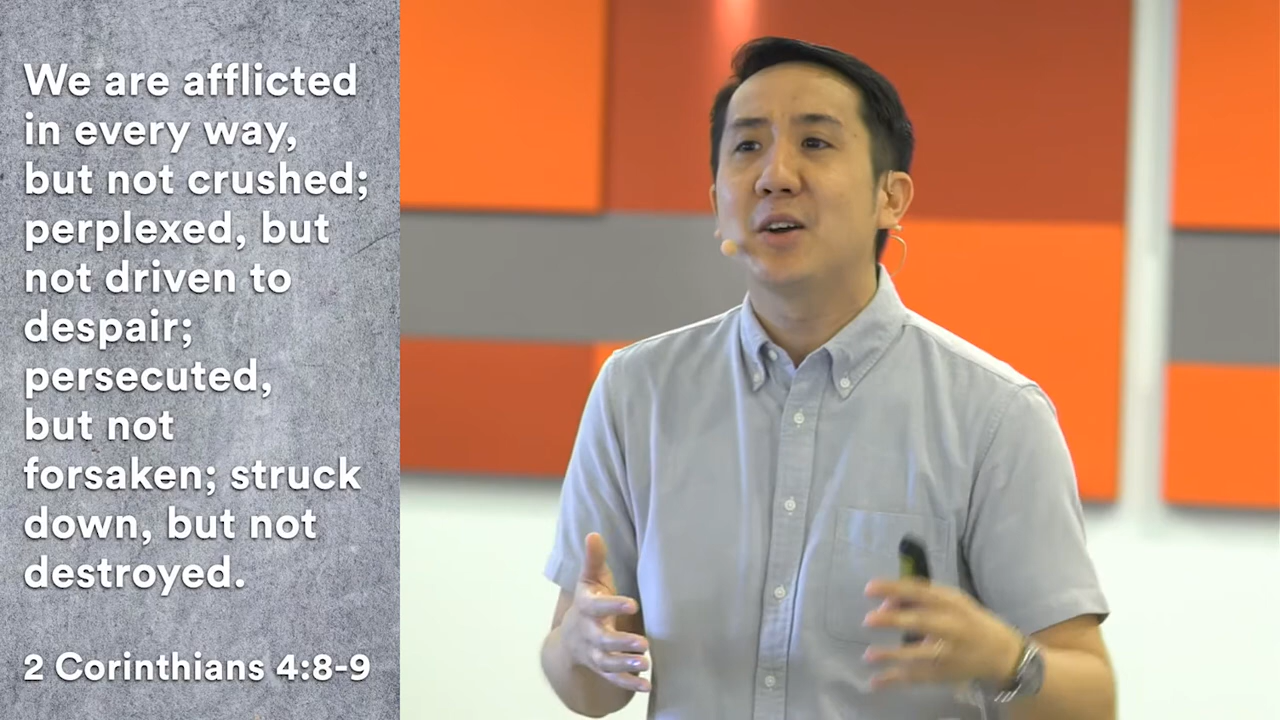 We are afflicted
in every way,
but not crushed;
perplexed, but
not driven to
despair;
persecuted,
but not
forsaken; struck
down, but not
destroyed.
2 Corinthians 4:8-9